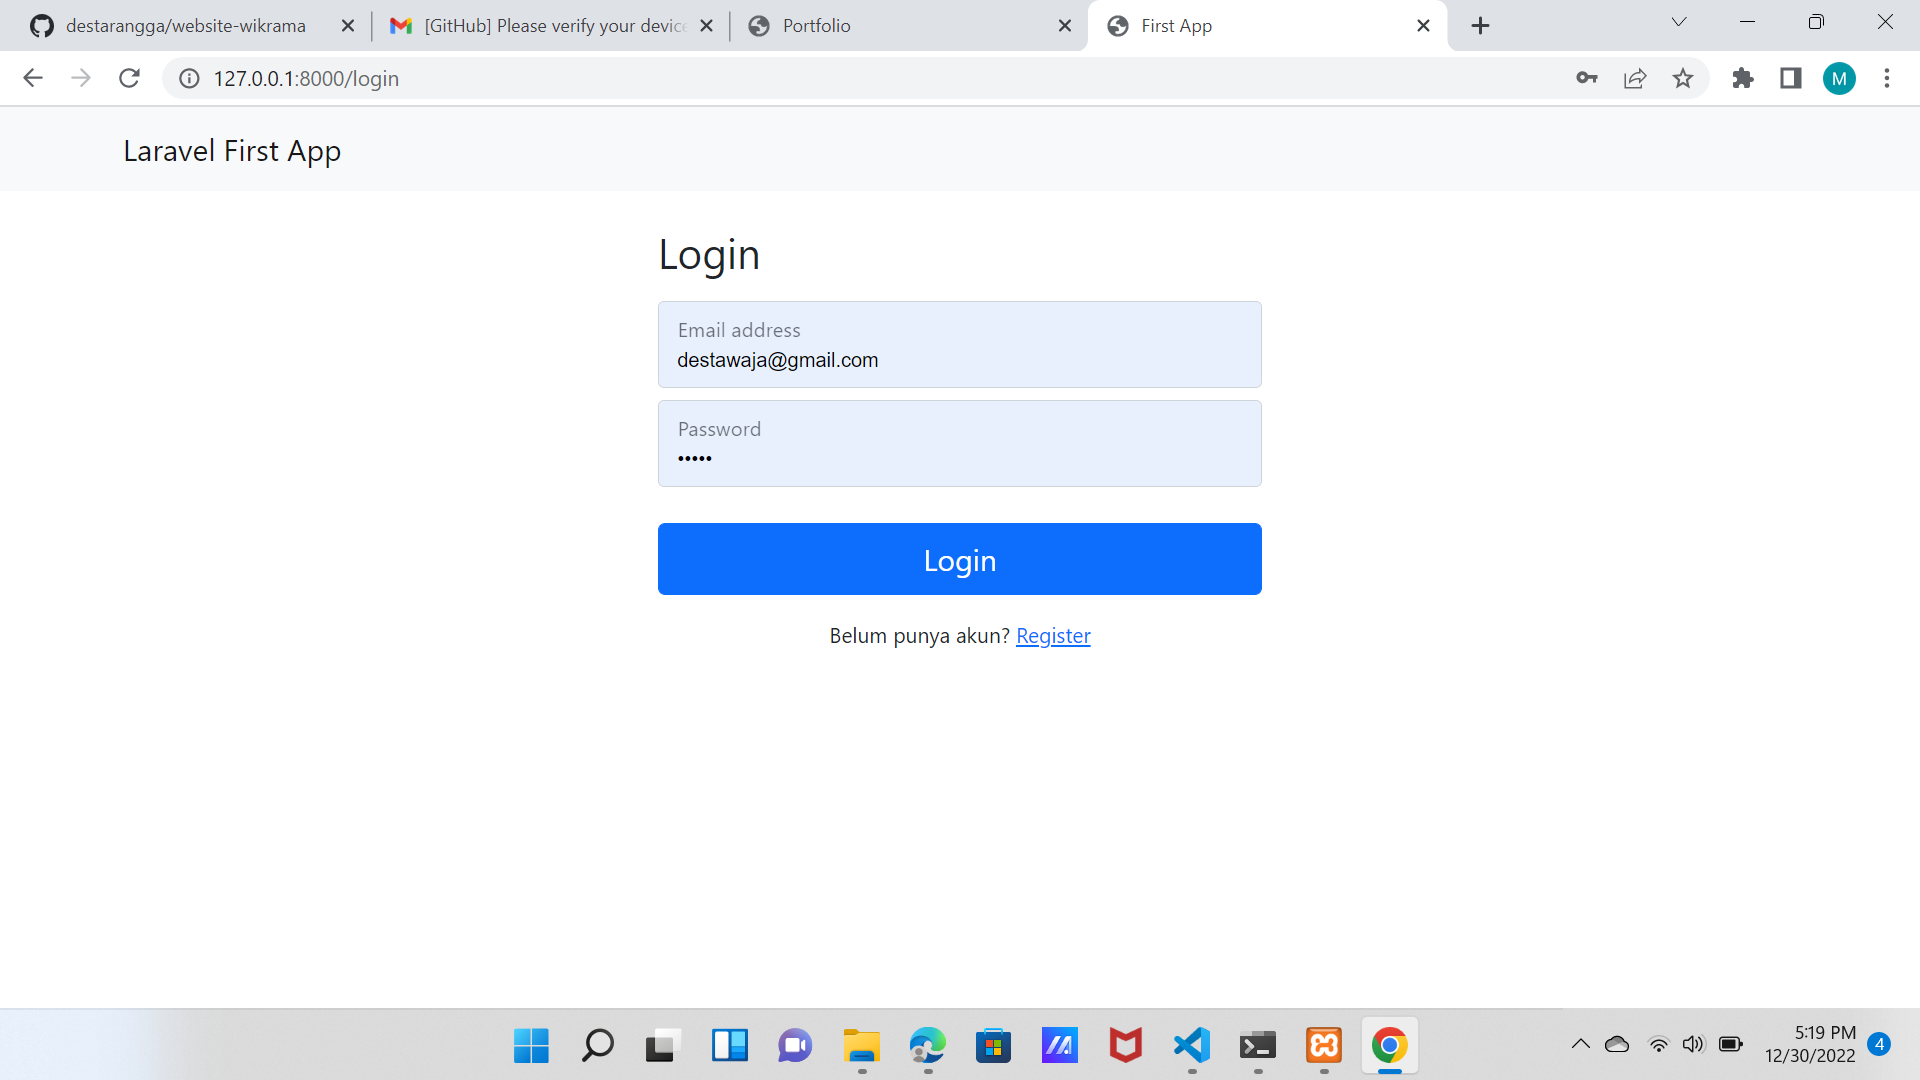 destarangga/website-wikrama
[GitHub] Please verify your device
Portfolio
First App
127.0.0.1:8000/login
M
Laravel First App
Login
Email address
destawaja@gmail.com
Password
•••••
Login
Belum punya akun? Register
5:19 PM
12/30/2022
4